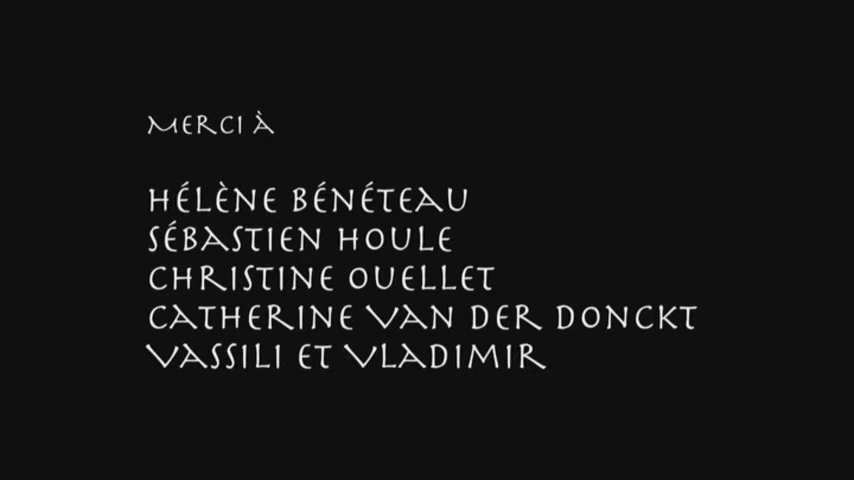 Merci à
Hélène Bénéteau
Sébastien Houle
Christine Ouellet
Catherine Van der Donckt
Vassili et Vladimir